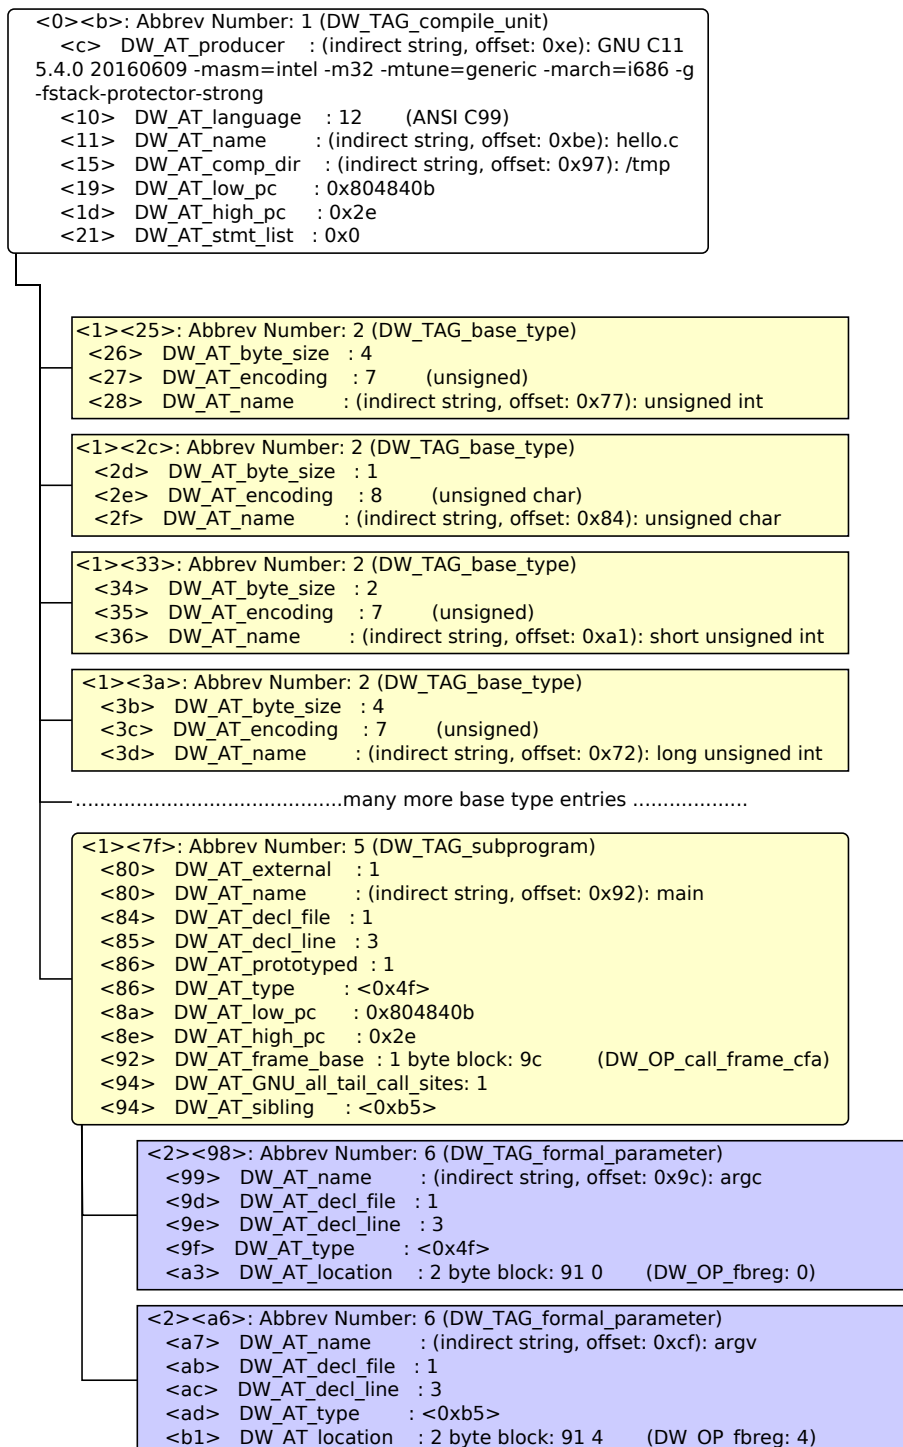 <0><b>: Abbrev Number: 1 (DW_TAG_compile_unit)
<c> DW_AT_producer : (indirect string, offset: 0xe): GNU C11
5.4.0 20160609 -masm=intel -m32 -mtune=generic -march=i686 -g
-fstack-protector-strong
<10> DW_AT_language : 12 (ANSI C99)
<11> DW_AT_name : (indirect string, offset: 0xbe): hello.c
<15> DW_AT_comp_dir : (indirect string, offset: 0x97): /tmp
<19> DW_AT_low_pc : 0x804840b
<1d> DW_AT_high_pc : 0x2e
<21> DW_AT_stmt_list : 0x0
<1><25>: Abbrev Number: 2 (DW_TAG_base_type)
<26> DW_AT_byte_size : 4
<27> DW_AT_encoding : 7 (unsigned)
<28> DW_AT_name : (indirect string, offset: 0x77): unsigned int
<1><2c>: Abbrev Number: 2 (DW_TAG_base_type)
<2d> DW_AT_byte_size : 1
<2e> DW_AT_encoding : 8 (unsigned char)
<2f> DW_AT_name : (indirect string, offset: 0x84): unsigned char
<1><33>: Abbrev Number: 2 (DW_TAG_base_type)
<34> DW_AT_byte_size : 2
<35> DW_AT_encoding : 7 (unsigned)
<36> DW_AT_name : (indirect string, offset: 0xa1): short unsigned int
<1><3a>: Abbrev Number: 2 (DW_TAG_base_type)
<3b> DW_AT_byte_size : 4
<3c> DW_AT_encoding : 7 (unsigned)
<3d> DW_AT_name : (indirect string, offset: 0x72): long unsigned int
............................................many more base type entries ...................
<1><7f>: Abbrev Number: 5 (DW_TAG_subprogram)
<80> DW_AT_external : 1
<80> DW_AT_name : (indirect string, offset: 0x92): main
<84> DW_AT_decl_file : 1
<85> DW_AT_decl_line : 3
<86> DW_AT_prototyped : 1
<86> DW_AT_type : <0x4f>
<8a> DW_AT_low_pc : 0x804840b
<8e> DW_AT_high_pc : 0x2e
<92> DW_AT_frame_base : 1 byte block: 9c (DW_OP_call_frame_cfa)
<94> DW_AT_GNU_all_tail_call_sites: 1
<94> DW_AT_sibling : <0xb5>
<2><98>: Abbrev Number: 6 (DW_TAG_formal_parameter)
<99> DW_AT_name : (indirect string, offset: 0x9c): argc
<9d> DW_AT_decl_file : 1
<9e> DW_AT_decl_line : 3
<9f> DW_AT_type : <0x4f>
<a3> DW_AT_location : 2 byte block: 91 0 (DW_OP_fbreg: 0)
<2><a6>: Abbrev Number: 6 (DW_TAG_formal_parameter)
<a7> DW_AT_name : (indirect string, offset: 0xcf): argv
<ab> DW_AT_decl_file : 1
<ac> DW_AT_decl_line : 3
<ad> DW_AT_type : <0xb5>
<b1> DW_AT_location : 2 byte block: 91 4 (DW_OP_fbreg: 4)